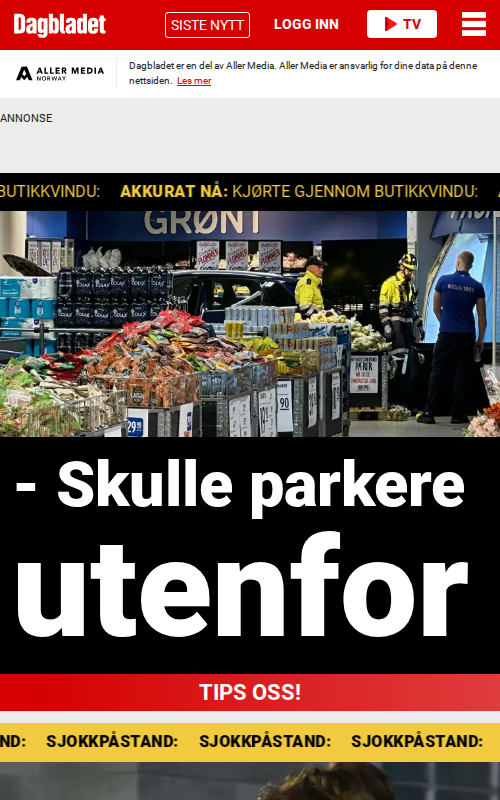 Dagbladet
SISTE NYTT
LOGG INN
TV
ALLER MEDIA
NORWAY
Dagbladet er en del av Aller Media. Aller Media er ansvarlig for dine data på denne
nettsiden. Les mer
ANNONSE
BUTIKKVINDU: AKKURAT NÅ: KJØRTE GJENNOM BUTIKKVINDU:
GRØNT
29
90
- Skulle parkere
utenfor
TIPS OSS!
ND: SJOKKPÅSTAND: SJOKKPÅSTAND: SJOKKPÅSTAND: